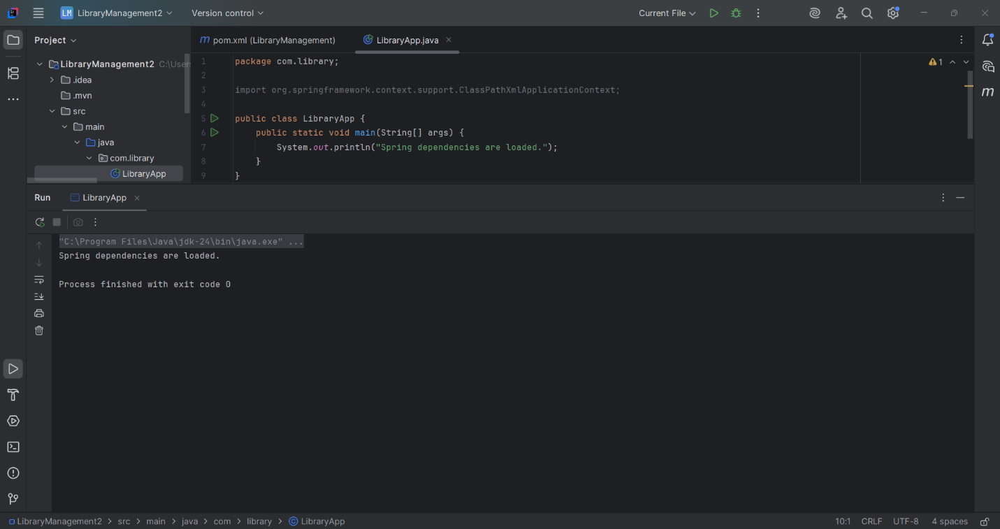 LM LibraryManagement2 Version control Current File
Project
pom.xml (LibraryManagement) LibraryApp.java
LibraryManagement2 C:\Users
.idea
.mvn
src
main
java
com.library
LibraryApp
1 package com.library;
2
3 import org.springframework.context.support.ClassPathXmlApplicationContext;
4
5 public class LibraryApp {
6 public static void main(String[] args) {
7 System.out.println("Spring dependencies are loaded.");
8 }
9 }
1
Run LibraryApp
"C:\Program Files\Java\jdk-24\bin\java.exe" ...
Spring dependencies are loaded.
Process finished with exit code 0
LibraryManagement2 > src > main > java > com > library > LibraryApp 10:1 CRLF UTF-8 4 spaces